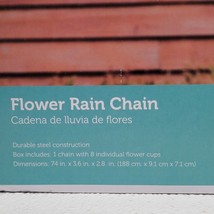 Flower Rain Chain
Cadena de lluvia de flores
Durable steel construction
Box includes: 1 chain with 8 individual flower cups
Dimensions: 74 in x 3.6 in x 2.8 in (188 cm x 9.1 cm x 7.1 cm)